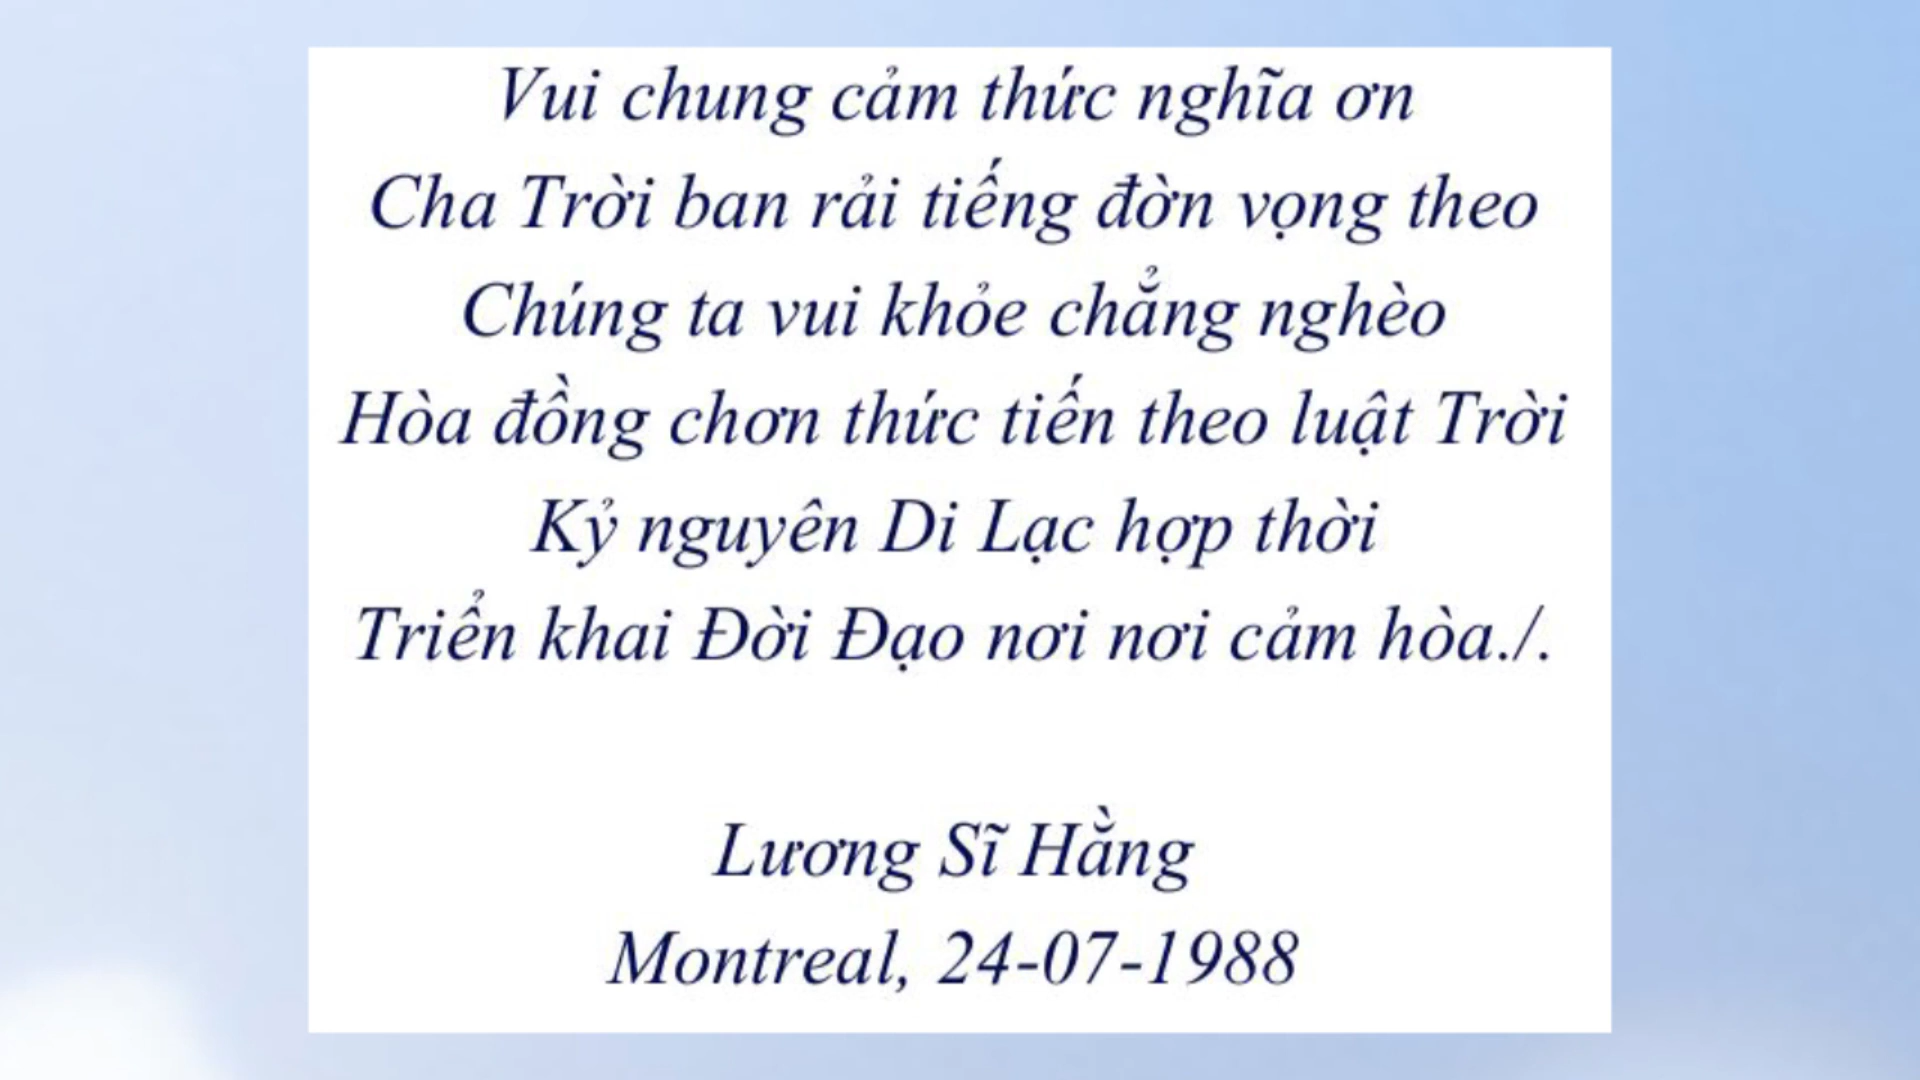 Vui chung cảm thức nghĩa ơn
Cha Trời ban rải tiếng đờn vọng theo
Chúng ta vui khỏe chẳng nghèo
Hòa đồng chơn thức tiến theo luật Trời
Kỷ nguyên Di Lạc hợp thời
Triển khai Đời Đạo nơi nơi cảm hòa./.
Lương Sĩ Hằng
Montreal, 24-07-1988